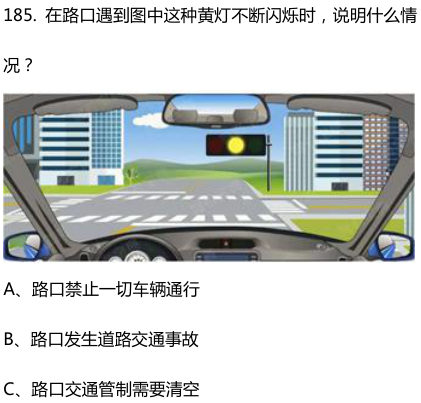 185. 在路口遇到图中这种黄灯不断闪烁时，说明什么情
况？
A、路口禁止一切车辆通行
B、路口发生道路交通事故
C、路口交通管制需要清空